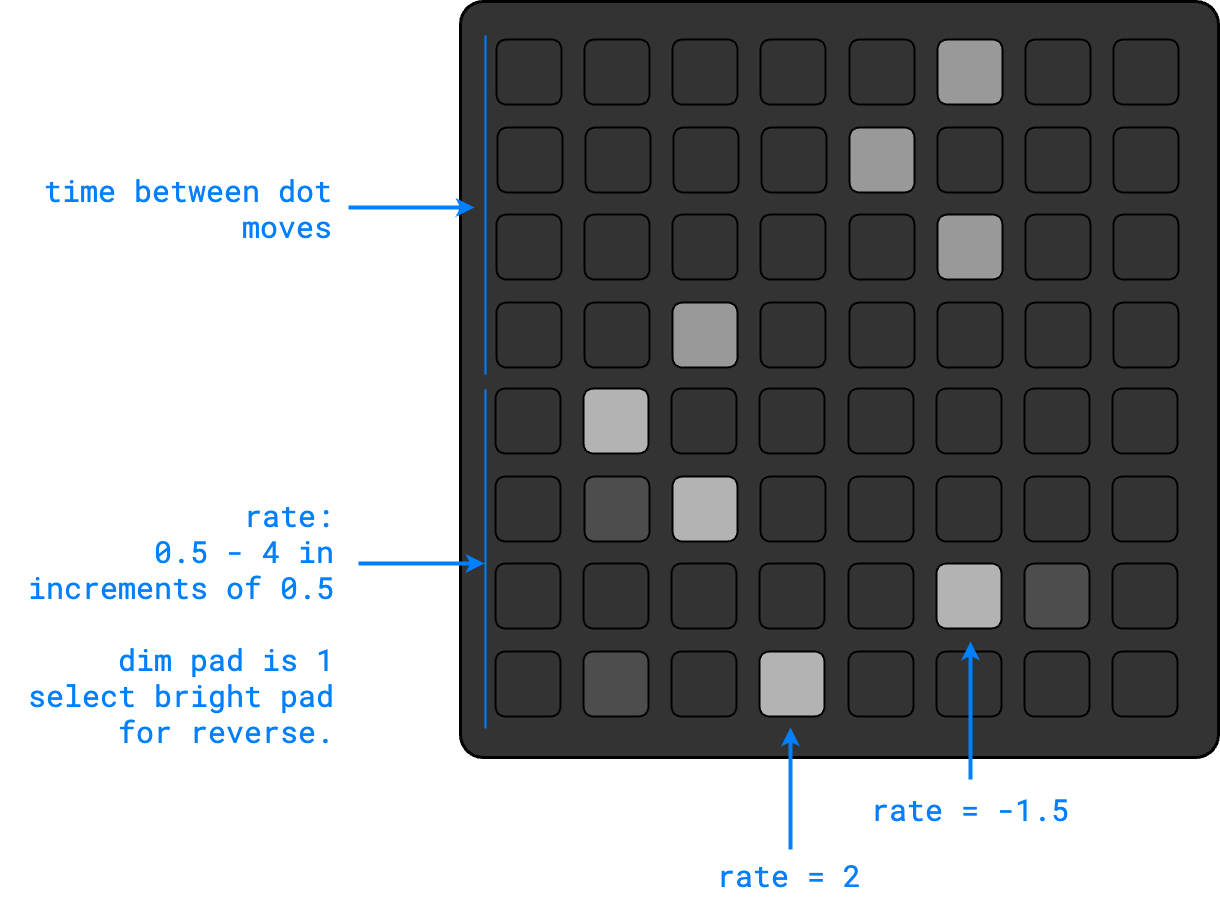 time between dot
moves
rate:
0.5 - 4 in
increments of 0.5
dim pad is 1
select bright pad
for reverse.
rate = -1.5
rate = 2